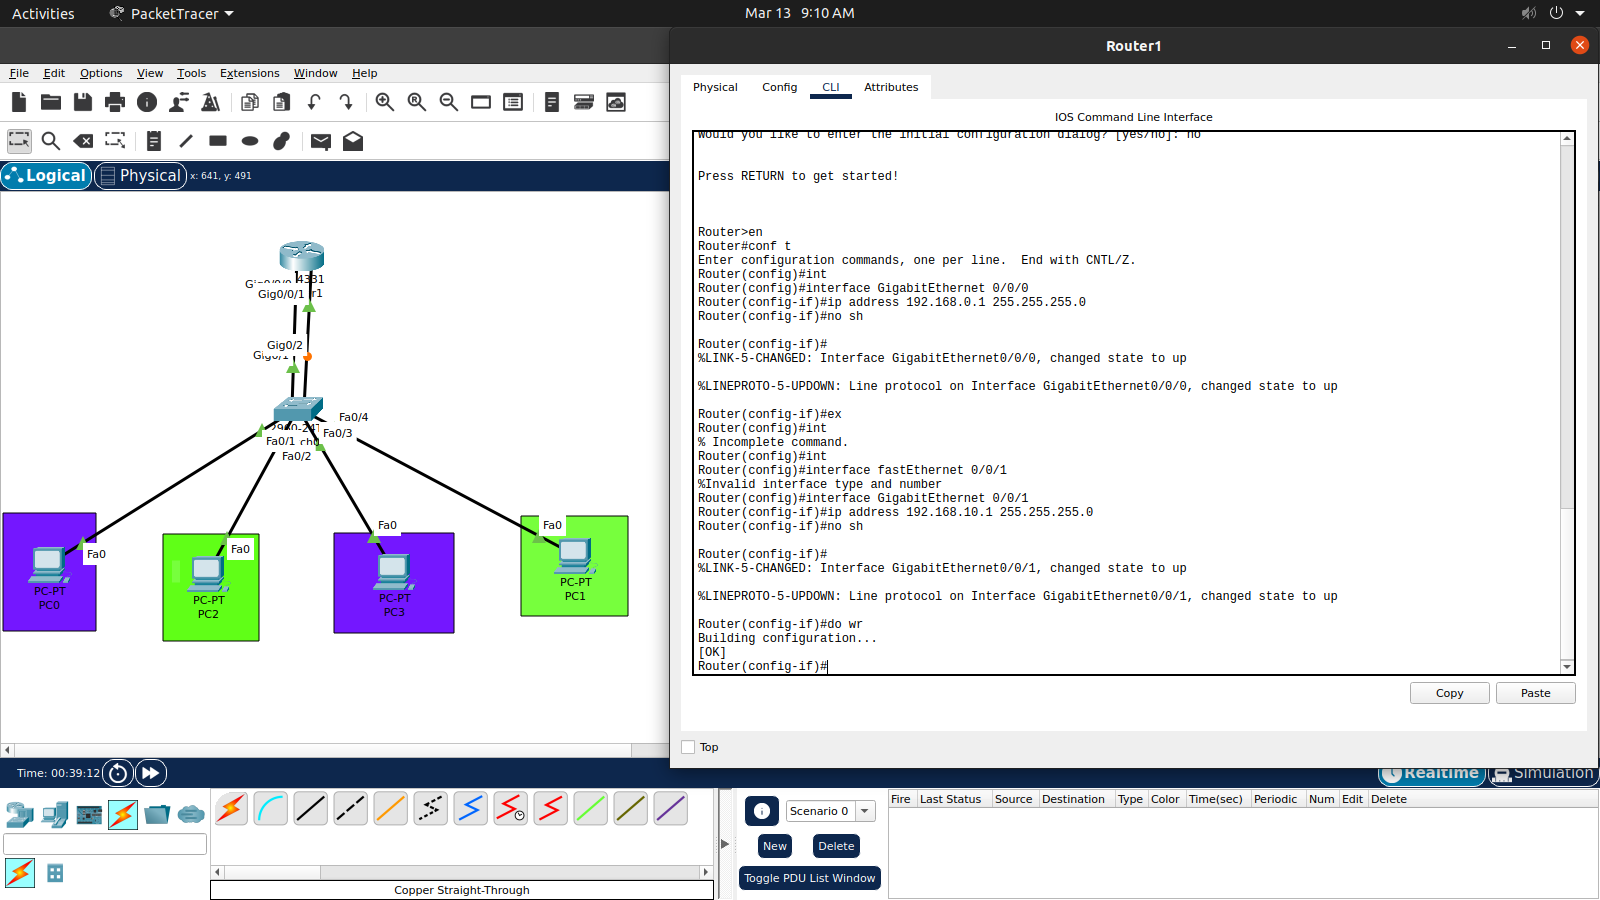 Activities
PacketTracer
Mar 13 9:10 AM
Router1
File Edit Options View Tools Extensions Window Help
Physical Config CLI Attributes
IOS Command Line Interface
Would you like to enter the initial configuration dialog? [yes/no]: no
Press RETURN to get started!
Router>en
Router#conf t
Enter configuration commands, one per line.  End with CNTL/Z.
Router(config)#int
Router(config)#interface GigabitEthernet 0/0/0
Router(config-if)#ip address 192.168.0.1 255.255.255.0
Router(config-if)#no sh
Router(config-if)#
%LINK-5-CHANGED: Interface GigabitEthernet0/0/0, changed state to up
%LINEPROTO-5-UPDOWN: Line protocol on Interface GigabitEthernet0/0/0, changed state to up
Router(config-if)#ex
Router(config)#int
% Incomplete command.
Router(config)#int
Router(config)#interface fastEthernet 0/0/1
%Invalid interface type and number
Router(config)#interface GigabitEthernet 0/0/1
Router(config-if)#ip address 192.168.10.1 255.255.255.0
Router(config-if)#no sh
Router(config-if)#
%LINK-5-CHANGED: Interface GigabitEthernet0/0/1, changed state to up
%LINEPROTO-5-UPDOWN: Line protocol on Interface GigabitEthernet0/0/1, changed state to up
Router(config-if)#do wr
Building configuration...
[OK]
Router(config-if)#
Copy Paste
Top
Logical Physical x: 641, y: 491
4331
Gig0/0/1 r1
Gig0/2
Fa0/4
Fa0/3
Fa0/1
Fa0/2
Fa0
PC-PT
PC0
Fa0
PC-PT
PC2
Fa0
PC-PT
PC3
Fa0
PC-PT
PC1
Time: 00:39:12
Realtime Simulation
Scenario 0
New Delete
Toggle PDU List Window
Fire Last Status Source Destination Type Color Time(sec) Periodic Num Edit Delete
Copper Straight-Through